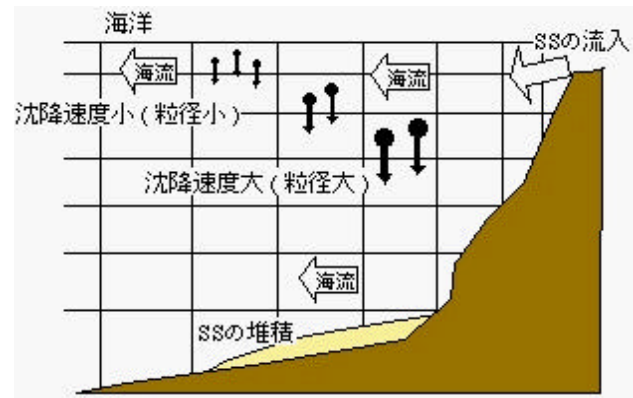 海洋
SSの流入
海流
海流
沈降速度小(粒径小)
沈降速度大(粒径大)
海流
SSの堆積